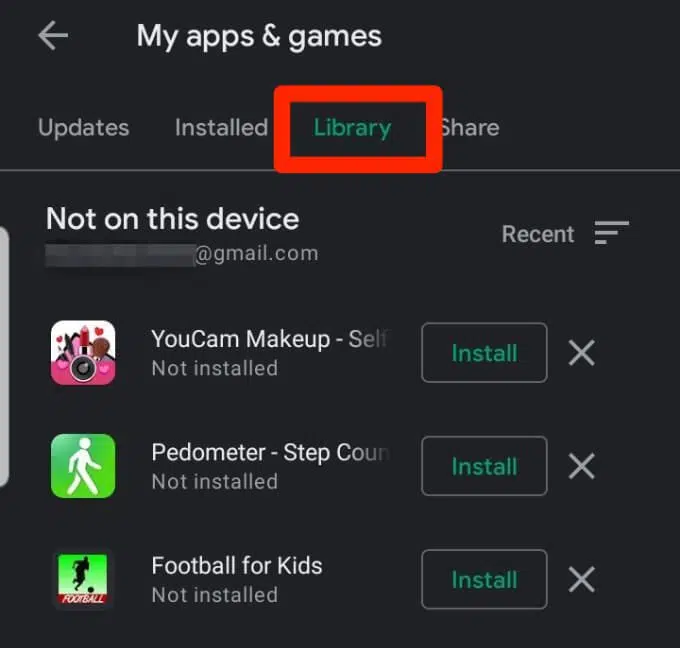 My apps & games
Updates Installed Library Share
Not on this device
Recent
@gmail.com
YouCam Makeup - Self
Not installed
Install
Pedometer - Step Coun
Not installed
Install
Football for Kids
Not installed
Install
FOOTBALL